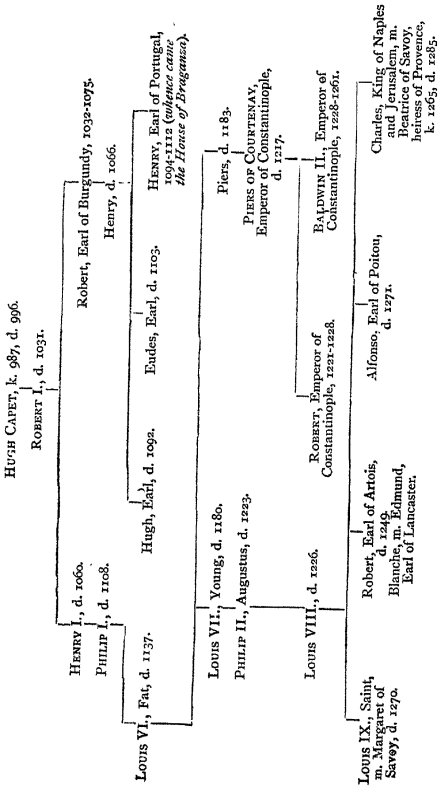 HUGH CAPET, k. 987, d. 996.
ROBERT I., d. 1031.
HENRY I., d. 1060.
Robert, Earl of Burgundy, 1032-1075.
PHILIP I., d. 1108.
Henry, d. 1066.
LOUIS VI., Fat, d. 1137.
Hugh, Earl, d. 1092.
Eudes, Earl, d. 1103.
HENRY, Earl of Portugal,
1094-1112 (whence came
the House of Braganza).
LOUIS VII., Young, d. 1180.
Piers, d. 1183.
PHILIP II., Augustus, d. 1223.
PIERS OF COURTENAY,
Emperor of Constantinople,
d. 1217.
LOUIS VIII., d. 1226.
ROBERT, Emperor of
Constantinople, 1221-1228.
BALDWIN II., Emperor of
Constantinople, 1228-1261.
LOUIS IX., Saint,
m. Margaret of
Savoy, d. 1270.
Robert, Earl of Artois,
d. 1249.
Blanche, m. Edmund,
Earl of Lancaster.
Alfonso, Earl of Poitou,
d. 1271.
Charles, King of Naples
and Jerusalem, m.
Beatrice of Savoy,
heiress of Provence,
k. 1265, d. 1285.